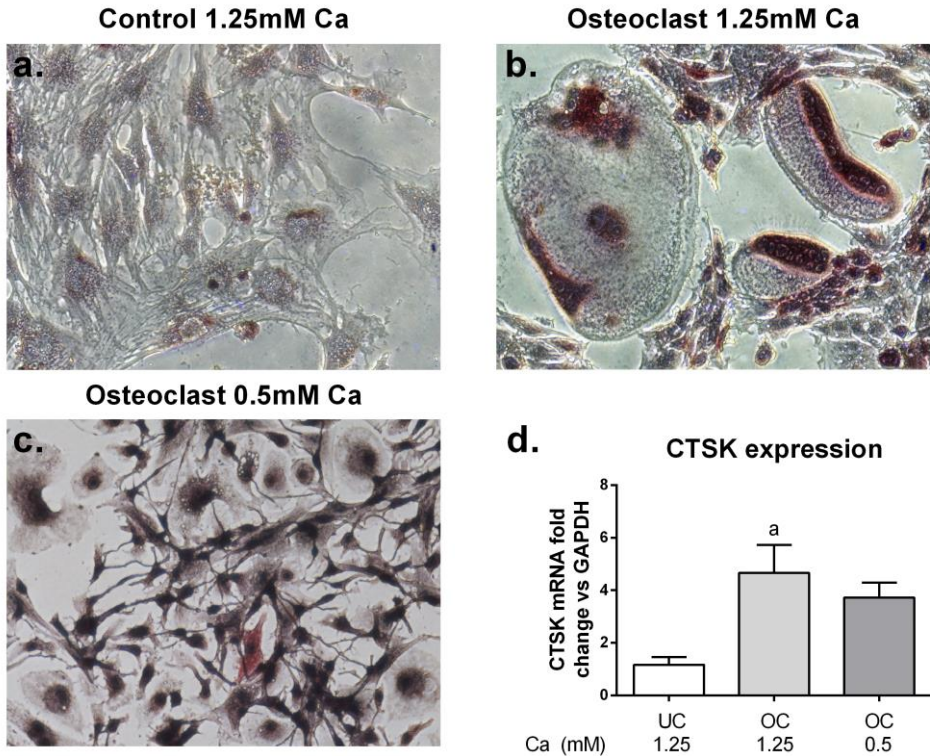 Control 1.25mM Ca
Osteoclast 1.25mM Ca
a.
b.
Osteoclast 0.5mM Ca
c.
d.
CTSK expression
CTSK mRNA fold
change vs GAPDH
8
6
4
2
0
a
UC OC OC
Ca (mM) 1.25 1.25 0.5